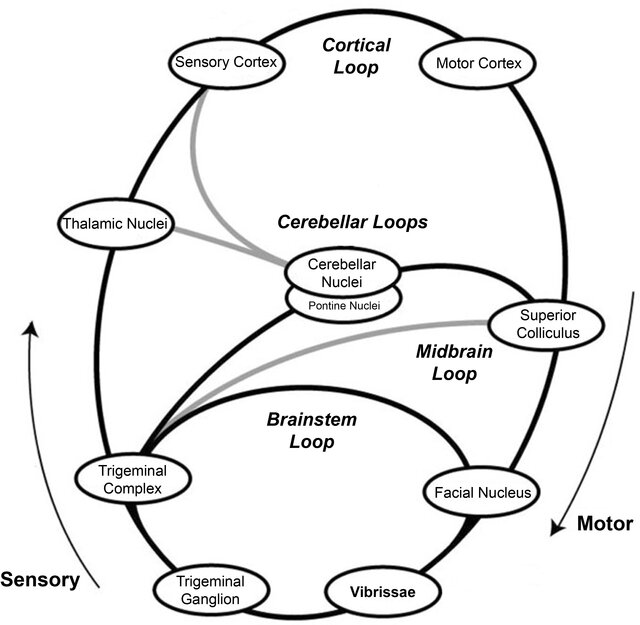 Cortical
Loop
Sensory Cortex
Motor Cortex
Thalamic Nuclei
Cerebellar Loops
Cerebellar
Nuclei
Pontine Nuclei
Superior
Colliculus
Midbrain
Loop
Brainstem
Loop
Trigeminal
Complex
Facial Nucleus
Motor
Sensory
Trigeminal
Ganglion
Vibrissae